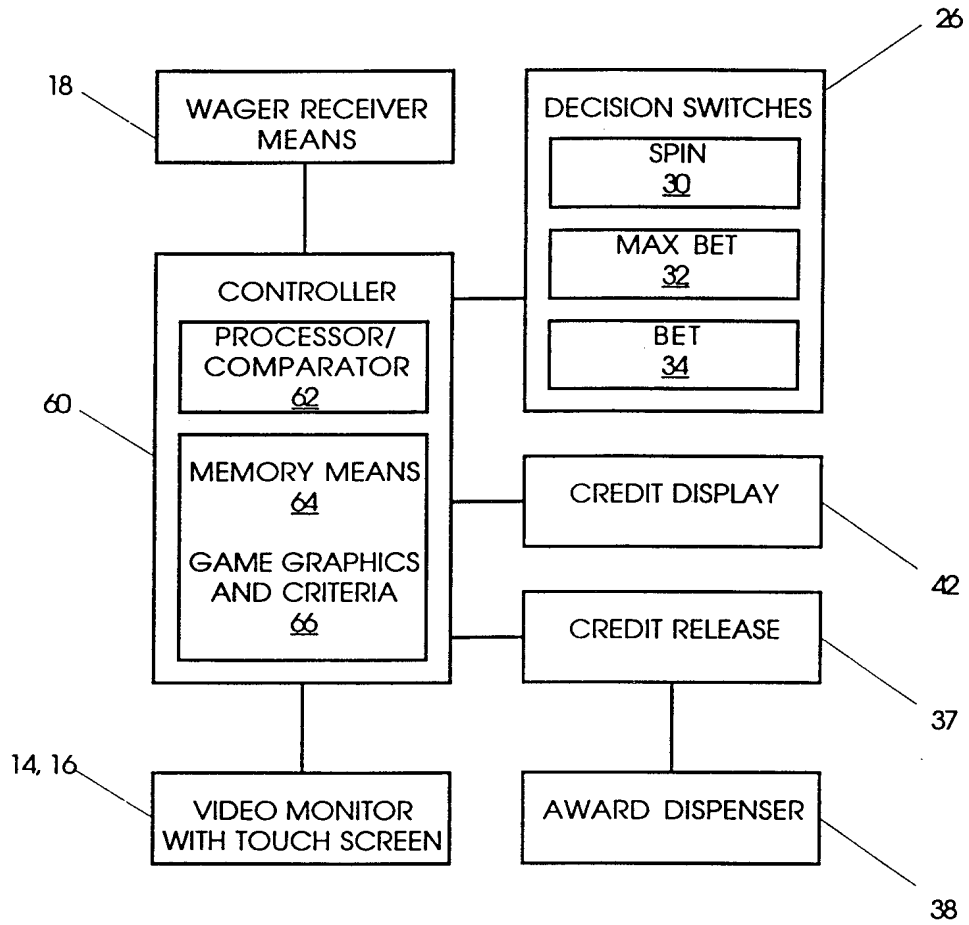 26
18
WAGER RECEIVER
MEANS
DECISION SWITCHES
SPIN
30
MAX BET
32
BET
34
CONTROLLER
PROCESSOR/
COMPARATOR
62
60
MEMORY MEANS
64
GAME GRAPHICS
AND CRITERIA
66
CREDIT DISPLAY
42
CREDIT RELEASE
37
14, 16
VIDEO MONITOR
WITH TOUCH SCREEN
AWARD DISPENSER
38